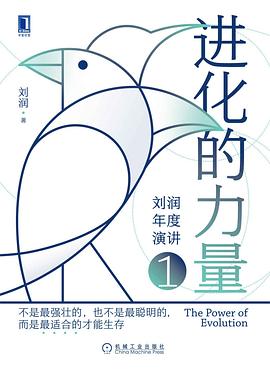 进化的力量
刘润
著
刘润
年度
演讲
1
The Power of
Evolution
不是最强壮的，也不是最聪明的，
而是最适合的才能生存
机械工业出版社
China Machine Press